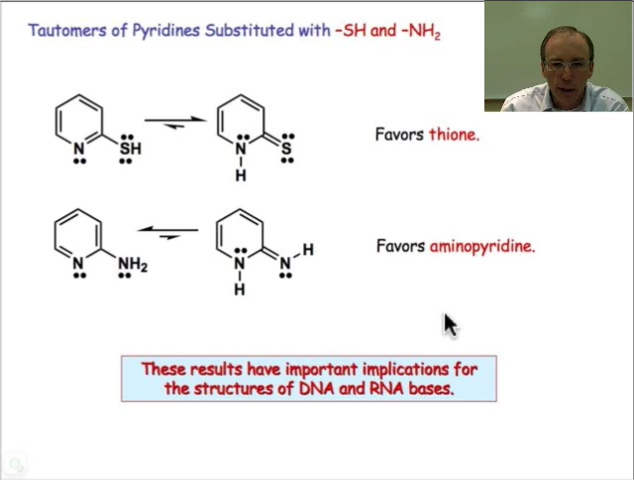 Tautomers of Pyridines Substituted with –SH and –NH₂
N SH N S
H
Favors thione.
N NH₂ N N H
H
Favors aminopyridine.
These results have important implications for
the structures of DNA and RNA bases.